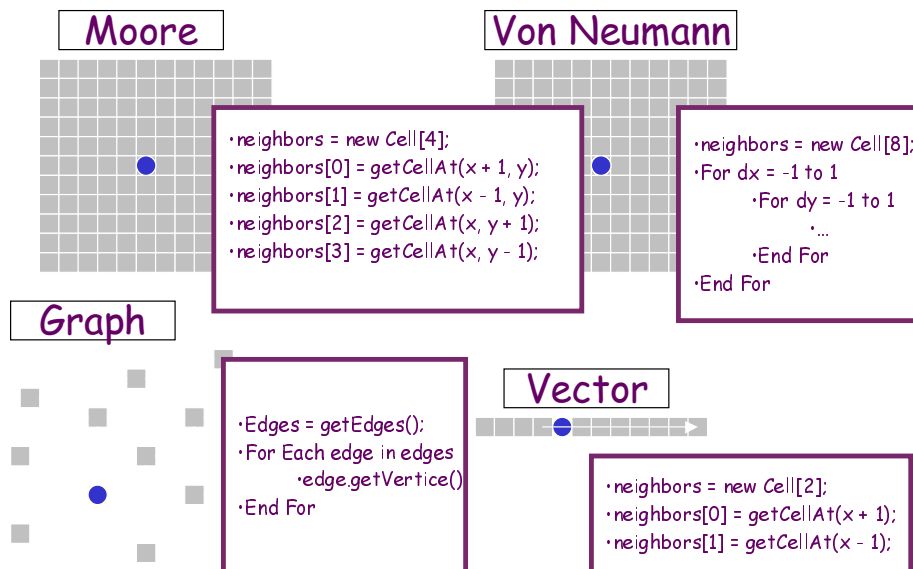 Moore
•neighbors = new Cell[4];
•neighbors[0] = getCellAt(x + 1, y);
•neighbors[1] = getCellAt(x - 1, y);
•neighbors[2] = getCellAt(x, y + 1);
•neighbors[3] = getCellAt(x, y - 1);
Von Neumann
•neighbors = new Cell[8];
•For dx = -1 to 1
•For dy = -1 to 1
•...
•End For
•End For
Graph
•Edges = getEdges();
•For Each edge in edges
•edge.getVertice()
•End For
Vector
•neighbors = new Cell[2];
•neighbors[0] = getCellAt(x + 1);
•neighbors[1] = getCellAt(x - 1);